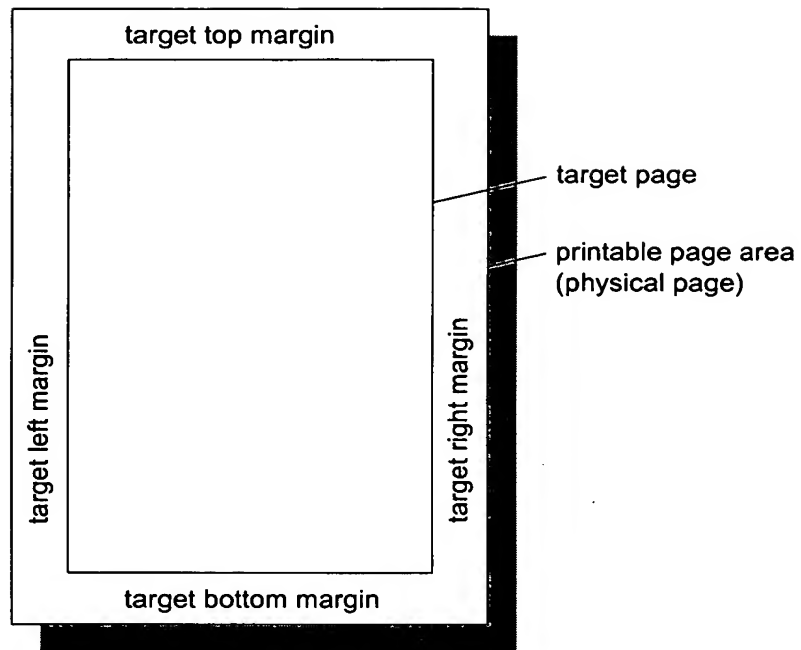 target top margin
target page
printable page area
(physical page)
target left margin
target right margin
target bottom margin